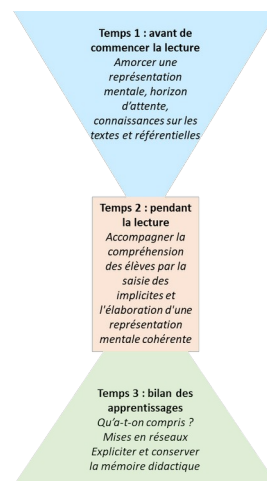 Temps 1 : avant de
commencer la lecture
Amorcer une
représentation
mentale, horizon
d'attente,
connaissances sur les
textes et référentielles
Temps 2 : pendant
la lecture
Accompagner la
compréhension
des élèves par la
saisie des
implicites et
l'élaboration d'une
représentation
mentale cohérente
Temps 3 : bilan des
apprentissages
Qu'a-t-on compris ?
Mises en réseaux
Expliciter et conserver
la mémoire didactique